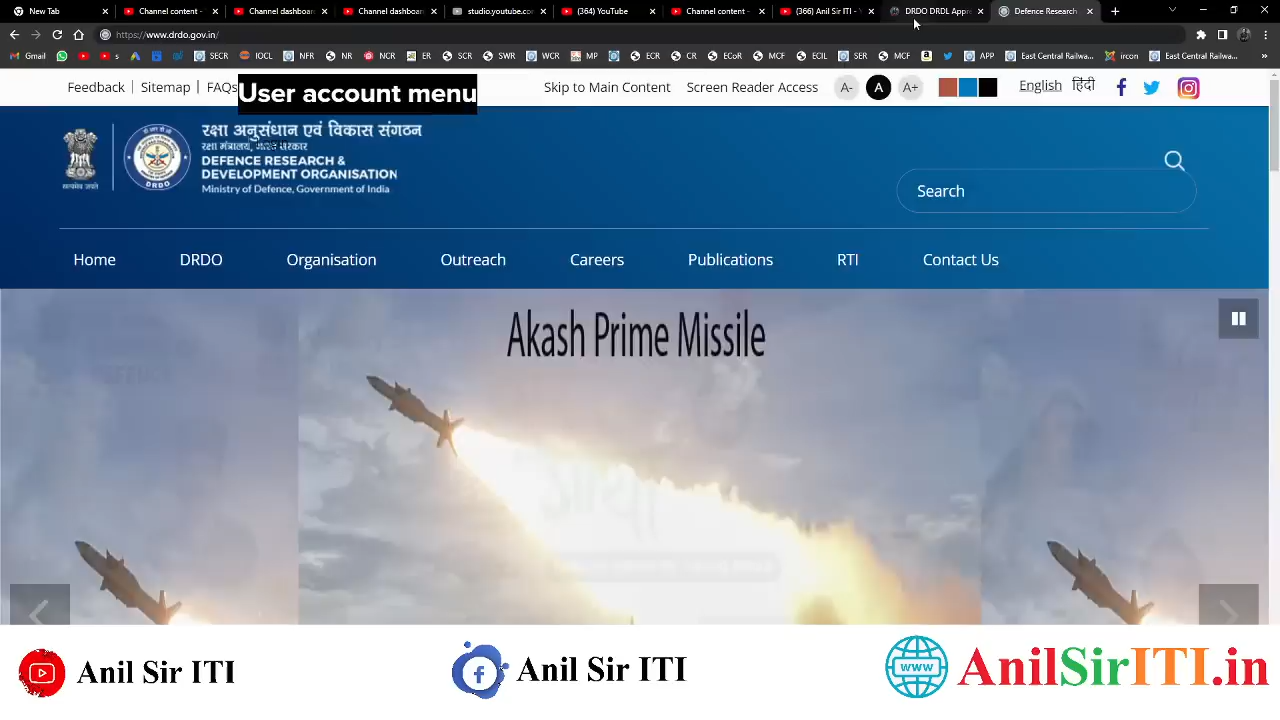 New Tab
Channel content -
Channel dashboard
Channel dashboard
studio.youtube.co
(364) YouTube
Channel content -
(366) Anil Sir ITI - Y
DRDO DRDL Appre
Defence Research
https://www.drdo.gov.in/
Gmail
s
SECR
IOCL
NFR
NR
ER
SCR
SWR
WCR
MP
ECR
CR
ECoR
MCF
ECIL
SER
MCF
APP
East Central Railwa...
ircon
East Central Railwa...
Feedback
Sitemap
FAQs
User account menu
Skip to Main Content
Screen Reader Access
A-
A
A+
English
हिंदी
रक्षा अनुसंधान एवं विकास संगठन
DEFENCE RESEARCH &
DEVELOPMENT ORGANISATION
Ministry of Defence, Government of India
सत्यमेव जयते
DRDO
Search
Home
DRDO
Organisation
Outreach
Careers
Publications
RTI
Contact Us
Akash Prime Missile
Anil Sir ITI
Anil Sir ITI
WWW
AnilSirITI.in